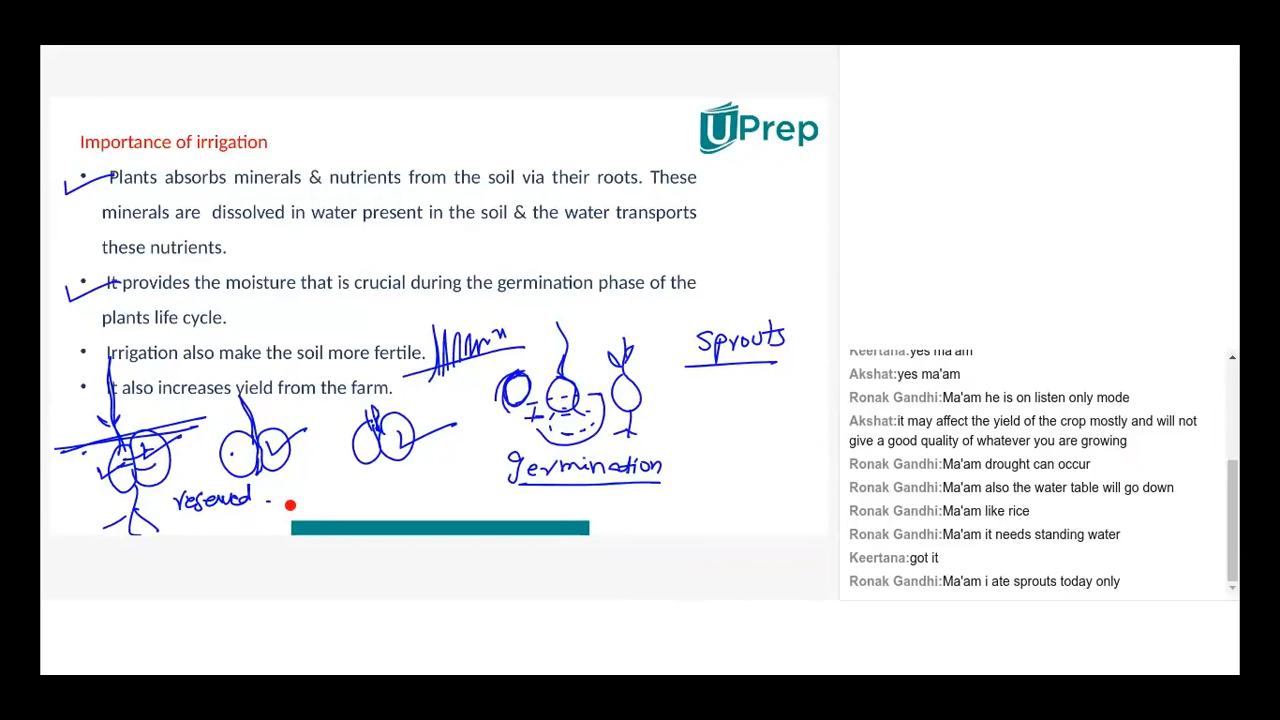 UPrep
Importance of irrigation
• Plants absorbs minerals & nutrients from the soil via their roots. These
minerals are dissolved in water present in the soil & the water transports
these nutrients.
• It provides the moisture that is crucial during the germination phase of the
plants life cycle.
• Irrigation also make the soil more fertile.
• It also increases yield from the farm.
Sprouts
germination
Keertana:yes ma'am
Akshat:yes ma'am
Ronak Gandhi:Ma'am he is on listen only mode
Akshat:it may affect the yield of the crop mostly and will not
give a good quality of whatever you are growing
Ronak Gandhi:Ma'am drought can occur
Ronak Gandhi:Ma'am also the water table will go down
Ronak Gandhi:Ma'am like rice
Ronak Gandhi:Ma'am it needs standing water
Keertana:got it
Ronak Gandhi:Ma'am i ate sprouts today only